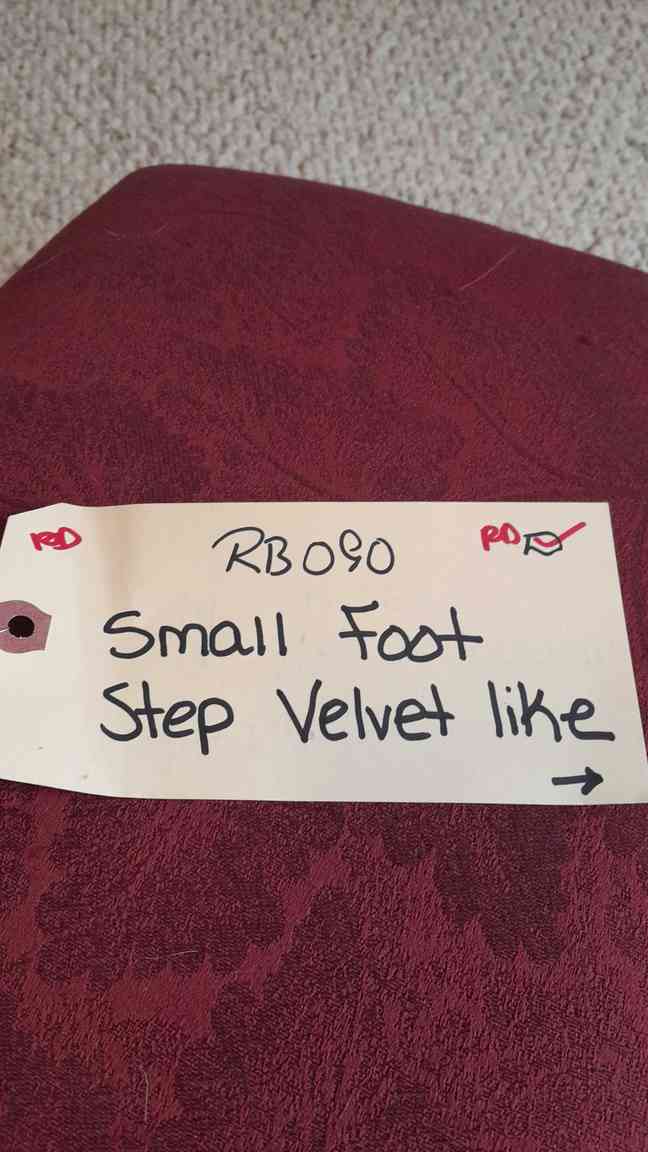 RD RB090 RD
Small Foot
Step Velvet like
→